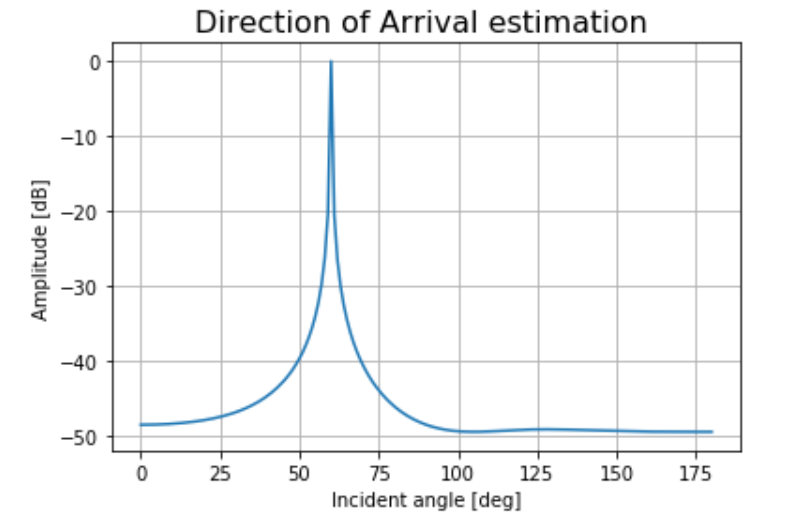 Direction of Arrival estimation
Amplitude [dB]
0
−10
−20
−30
−40
−50
0 25 50 75 100 125 150 175
Incident angle [deg]